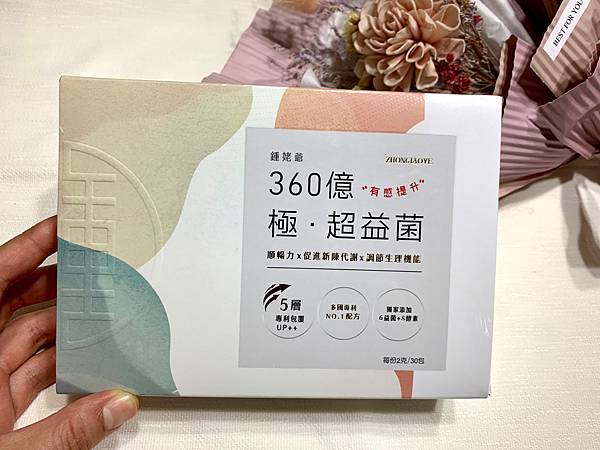 BEST FOR YOU
鍾姥爺
ZHONGLAOYE
360億
"有感提升"
極·超益菌
順暢力x促進新陳代謝x調節生理機能
5層
專利包覆
UP++
多國專利
NO.1配方
獨家添加
6益菌+8酵素
每份2克/30包